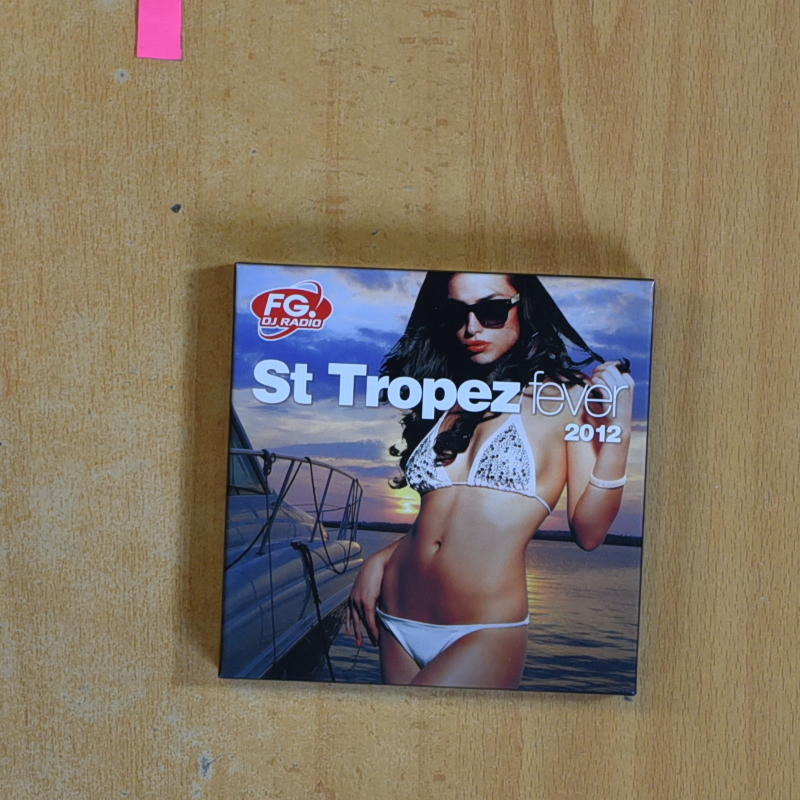 FG.
DJ RADIO
St Tropez fever
2012